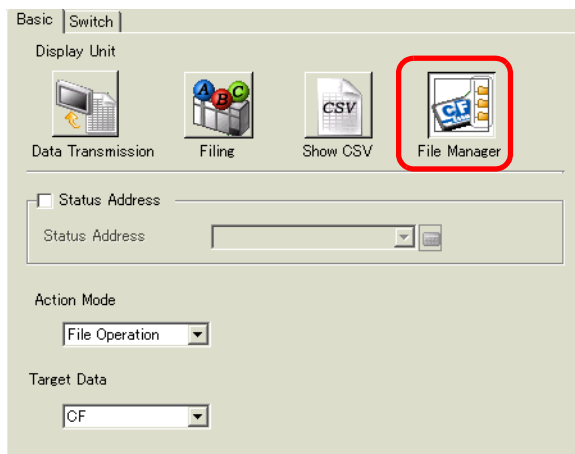 Basic Switch
Display Unit
A B C
CSV
CF
Data Transmission Filing Show CSV File Manager
Status Address
Status Address
Action Mode
File Operation
Target Data
CF